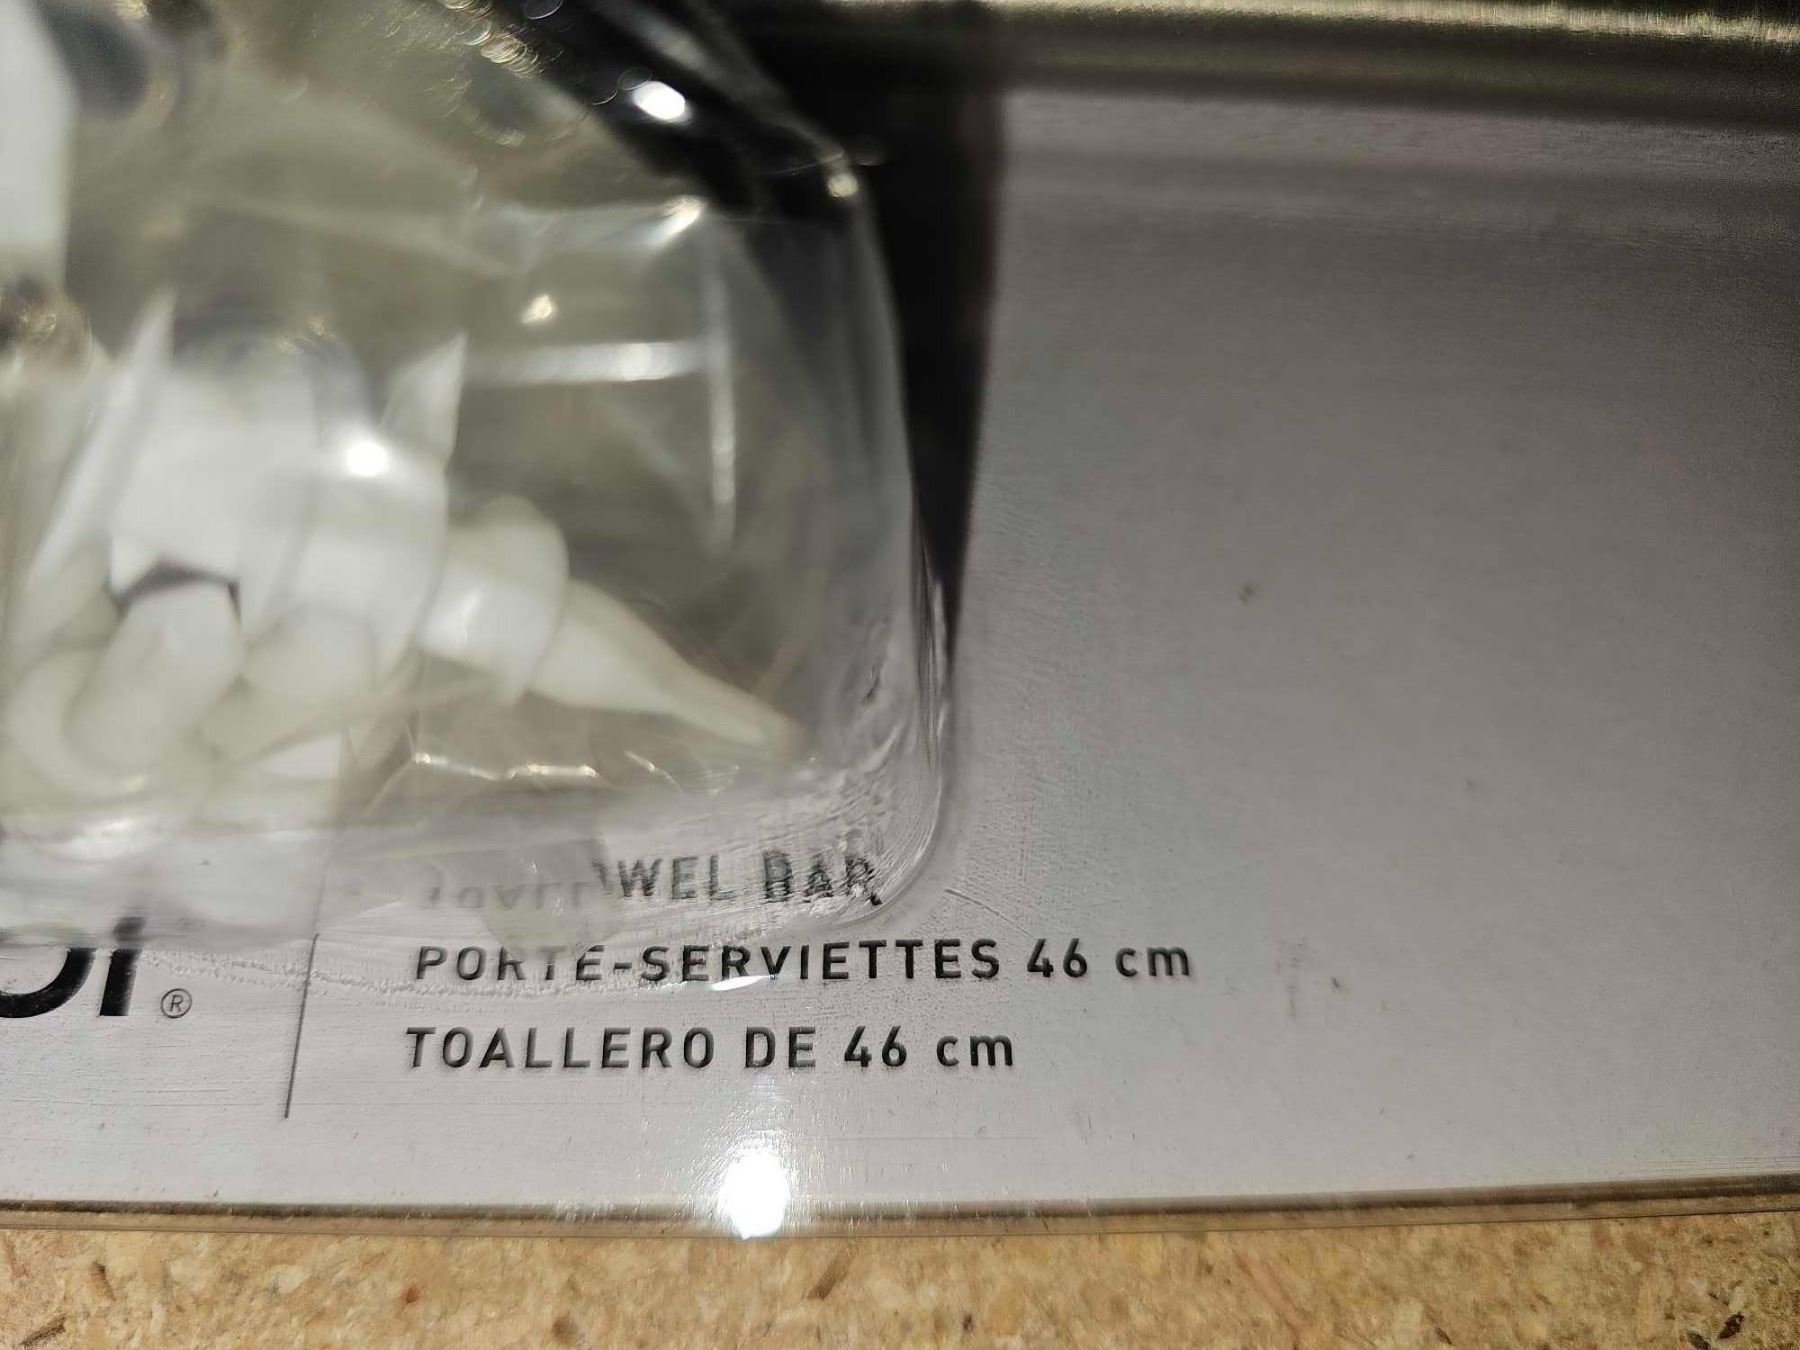 WEL BAR
PORTE-SERVIETTES 46 cm
®
TOALLERO DE 46 cm